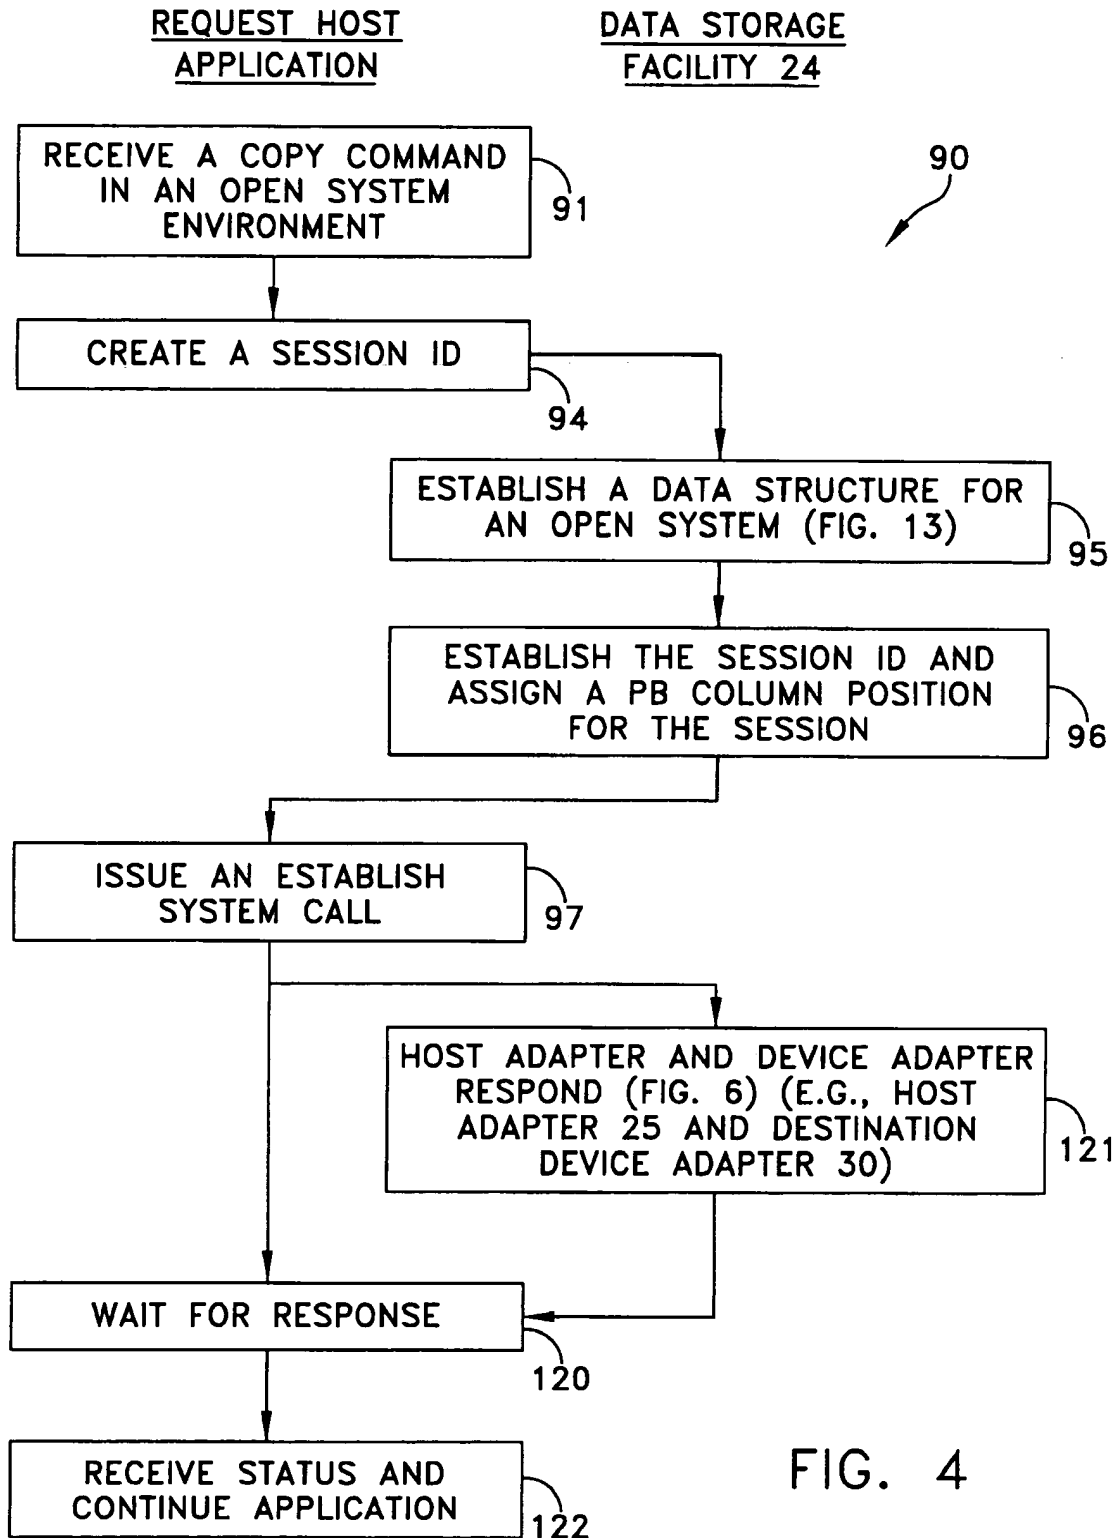 REQUEST HOST
APPLICATION
DATA STORAGE
FACILITY 24
90
RECEIVE A COPY COMMAND
IN AN OPEN SYSTEM
ENVIRONMENT
91
CREATE A SESSION ID
94
ESTABLISH A DATA STRUCTURE FOR
AN OPEN SYSTEM (FIG. 13)
95
ESTABLISH THE SESSION ID AND
ASSIGN A PB COLUMN POSITION
FOR THE SESSION
96
ISSUE AN ESTABLISH
SYSTEM CALL
97
HOST ADAPTER AND DEVICE ADAPTER
RESPOND (FIG. 6) (E.G., HOST
ADAPTER 25 AND DESTINATION
DEVICE ADAPTER 30)
121
WAIT FOR RESPONSE
120
RECEIVE STATUS AND
CONTINUE APPLICATION
122
FIG. 4